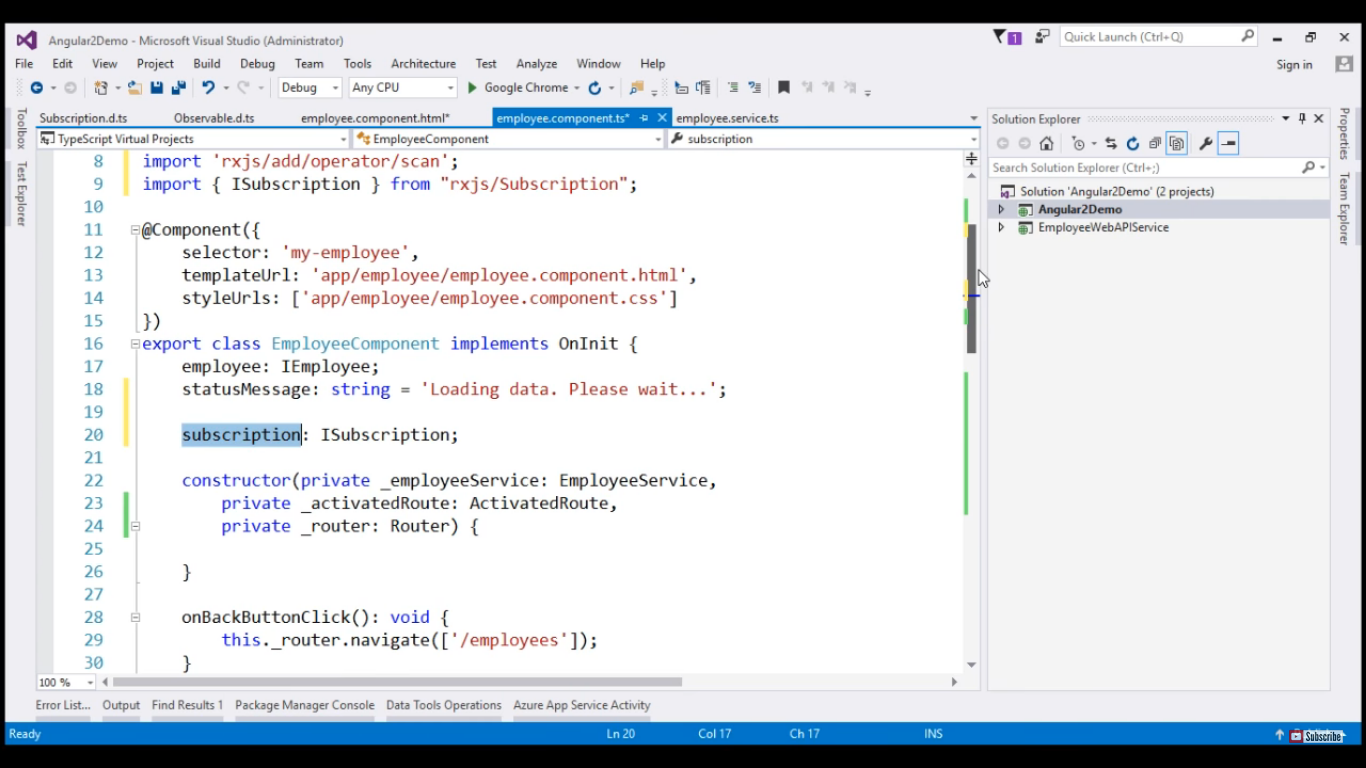 Angular2Demo - Microsoft Visual Studio (Administrator)
1
Quick Launch (Ctrl+Q)
File Edit View Project Build Debug Team Tools Architecture Test Analyze Window Help
Sign in
Debug Any CPU Google Chrome
Toolbox
Test Explorer
Subscription.d.ts Observable.d.ts employee.component.html* employee.component.ts* employee.service.ts
TypeScript Virtual Projects EmployeeComponent subscription
8 import 'rxjs/add/operator/scan';
9 import { ISubscription } from "rxjs/Subscription";
10
11 @Component({
12 selector: 'my-employee',
13 templateUrl: 'app/employee/employee.component.html',
14 styleUrls: ['app/employee/employee.component.css']
15 })
16 export class EmployeeComponent implements OnInit {
17 employee: IEmployee;
18 statusMessage: string = 'Loading data. Please wait...';
19
20 subscription: ISubscription;
21
22 constructor(private _employeeService: EmployeeService,
23 private _activatedRoute: ActivatedRoute,
24 private _router: Router) {
25
26 }
27
28 onBackButtonClick(): void {
29 this._router.navigate(['/employees']);
30 }
100 %
Solution Explorer
Search Solution Explorer (Ctrl+;)
Solution 'Angular2Demo' (2 projects)
Angular2Demo
EmployeeWebAPIService
Properties
Team Explorer
Error List... Output Find Results 1 Package Manager Console Data Tools Operations Azure App Service Activity
Ready Ln 20 Col 17 Ch 17 INS
Subscribe